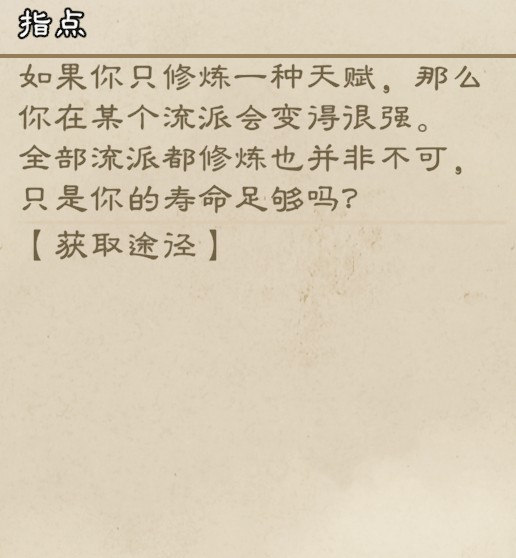 指点
如果你只修炼一种天赋，那么
你在某个流派会变得很强。
全部流派都修炼也并非不可，
只是你的寿命足够吗？
【获取途径】